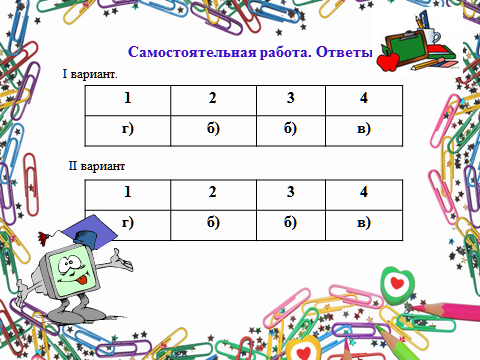 Самостоятельная работа. Ответы
I вариант.
1 2 3 4
г) б) б) в)
II вариант
1 2 3 4
г) б) б) в)